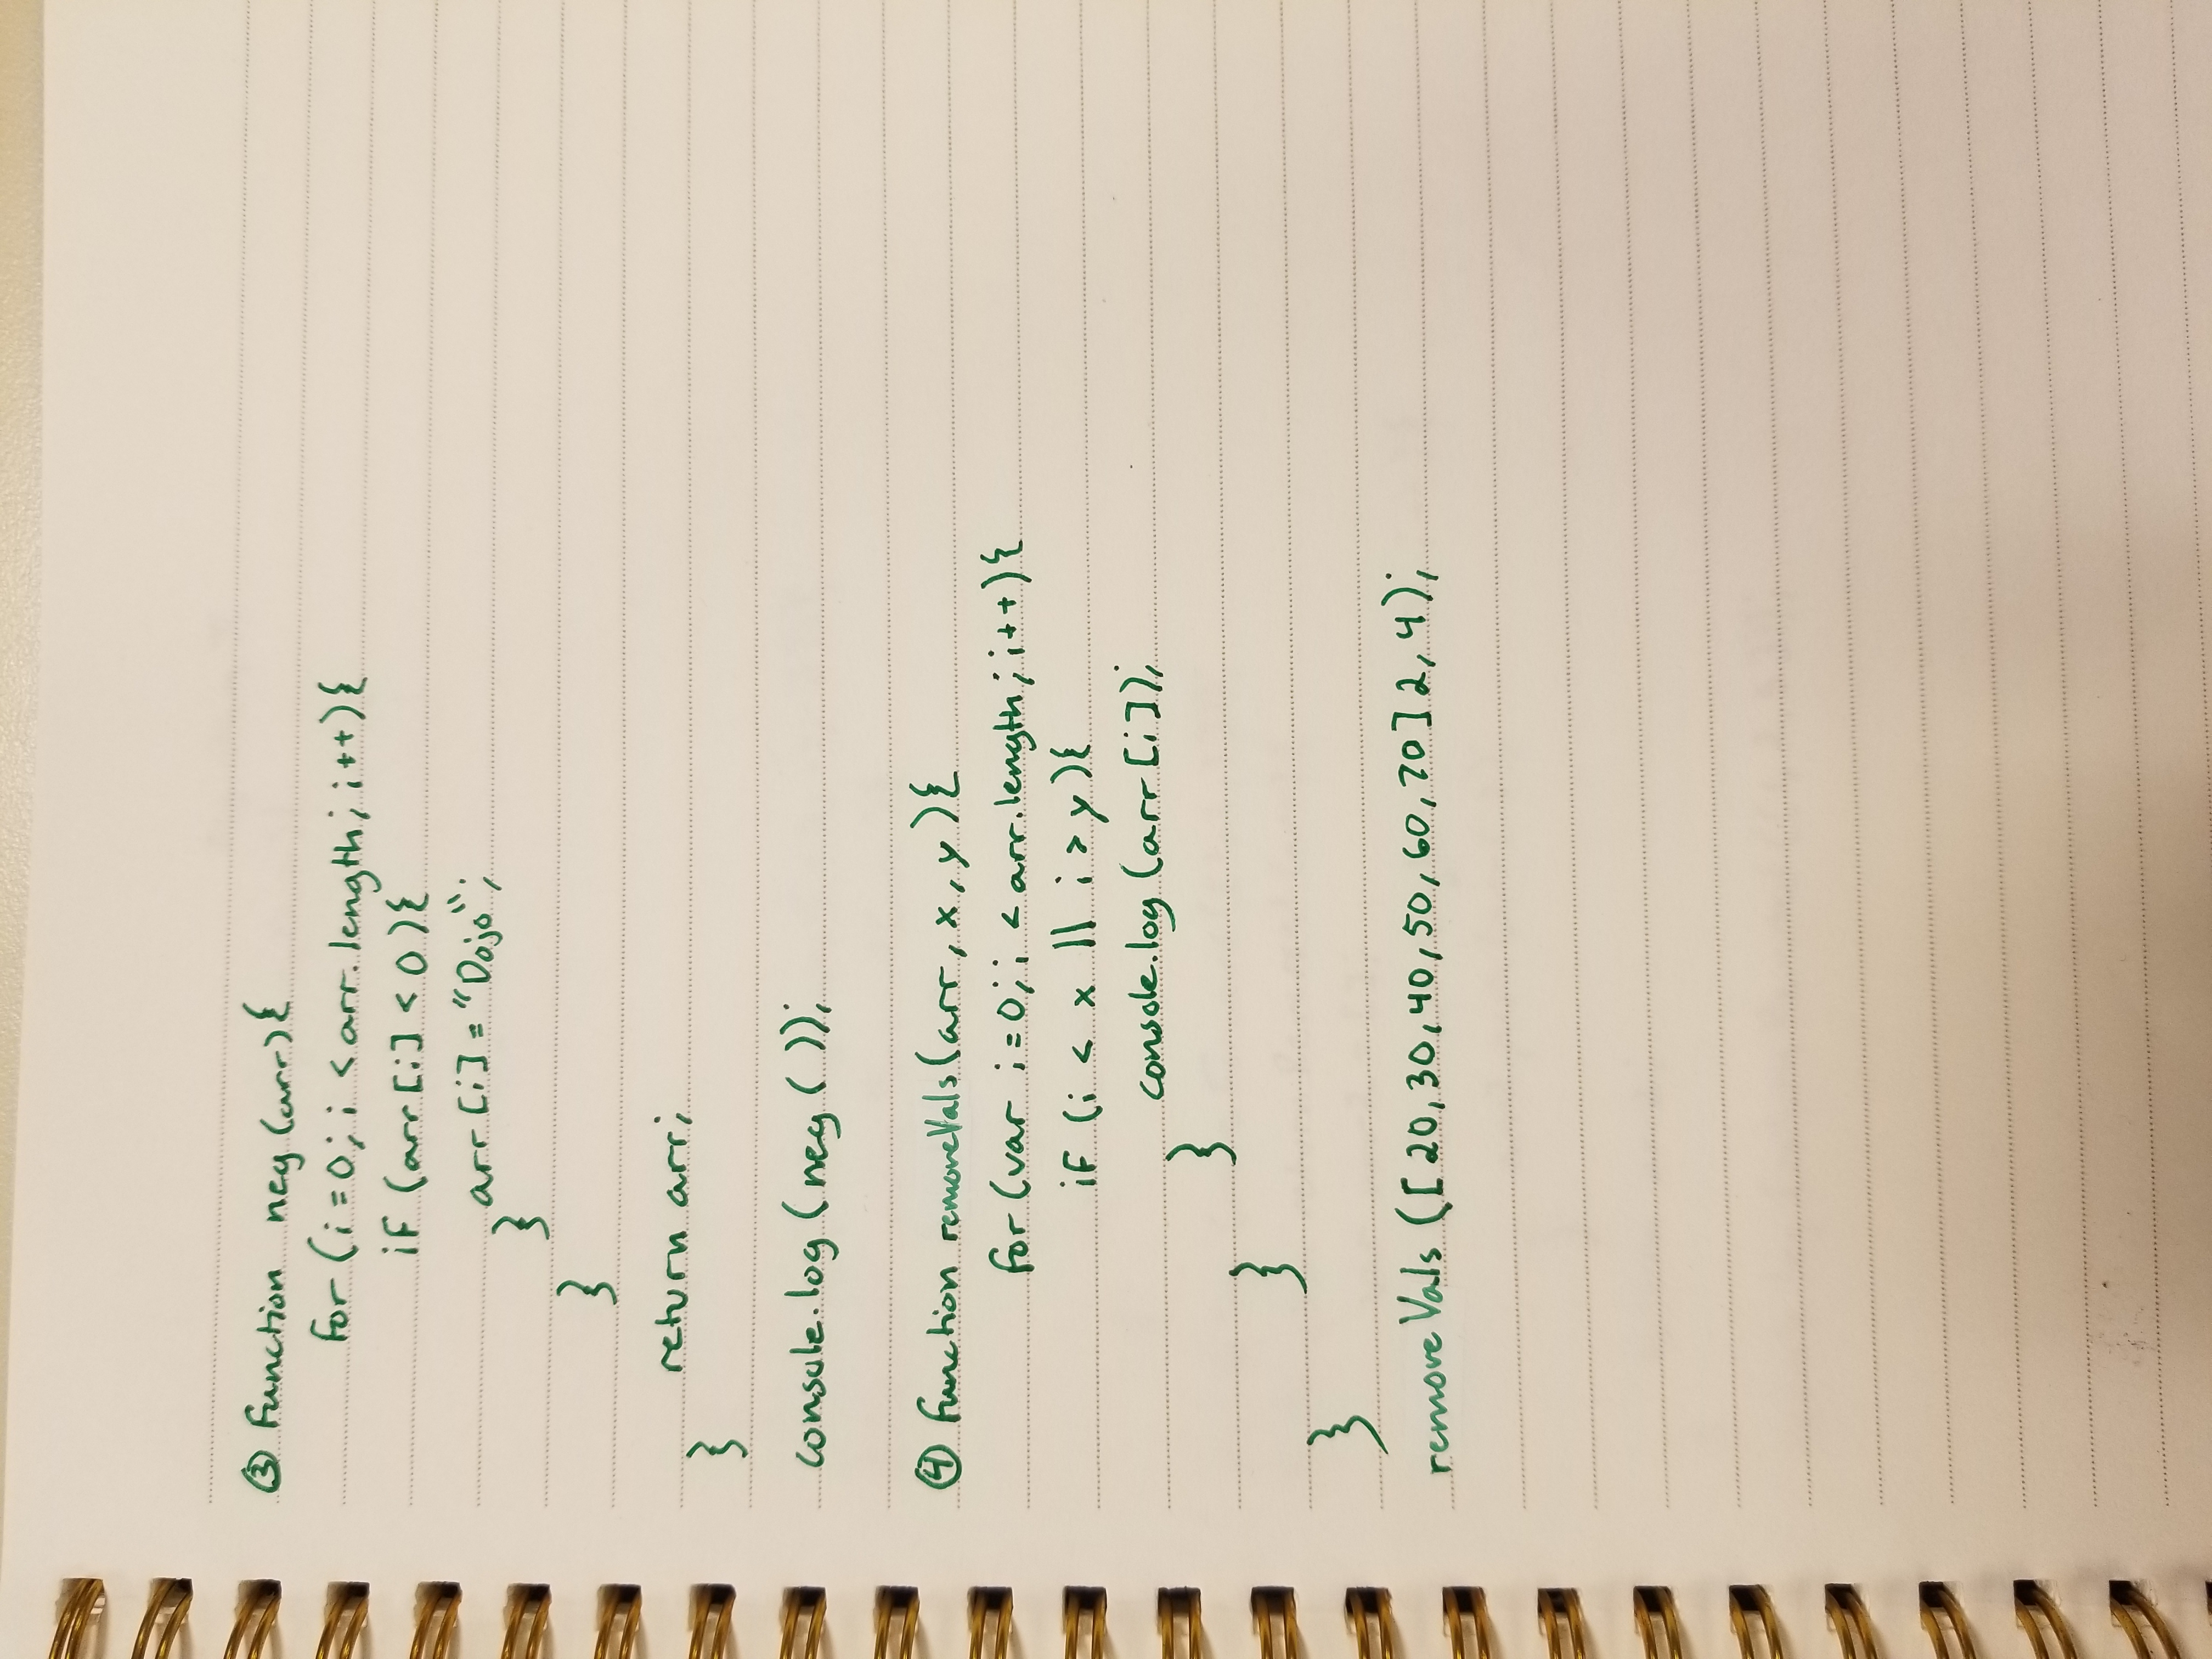 ③ Function neg (arr){
for (i=0; i < arr.length; i++){
if (arr[i] < 0){
arr[i] = "Dojo";
}
}
return arr;
}
console.log (neg ( ));
④ Function removeVals (arr, x, y){
for (var i=0; i < arr.length; i++){
if (i < x || i > y){
console.log (arr[i]);
}
}
}
removeVals ([20, 30, 40, 50, 60, 70] 2, 4);